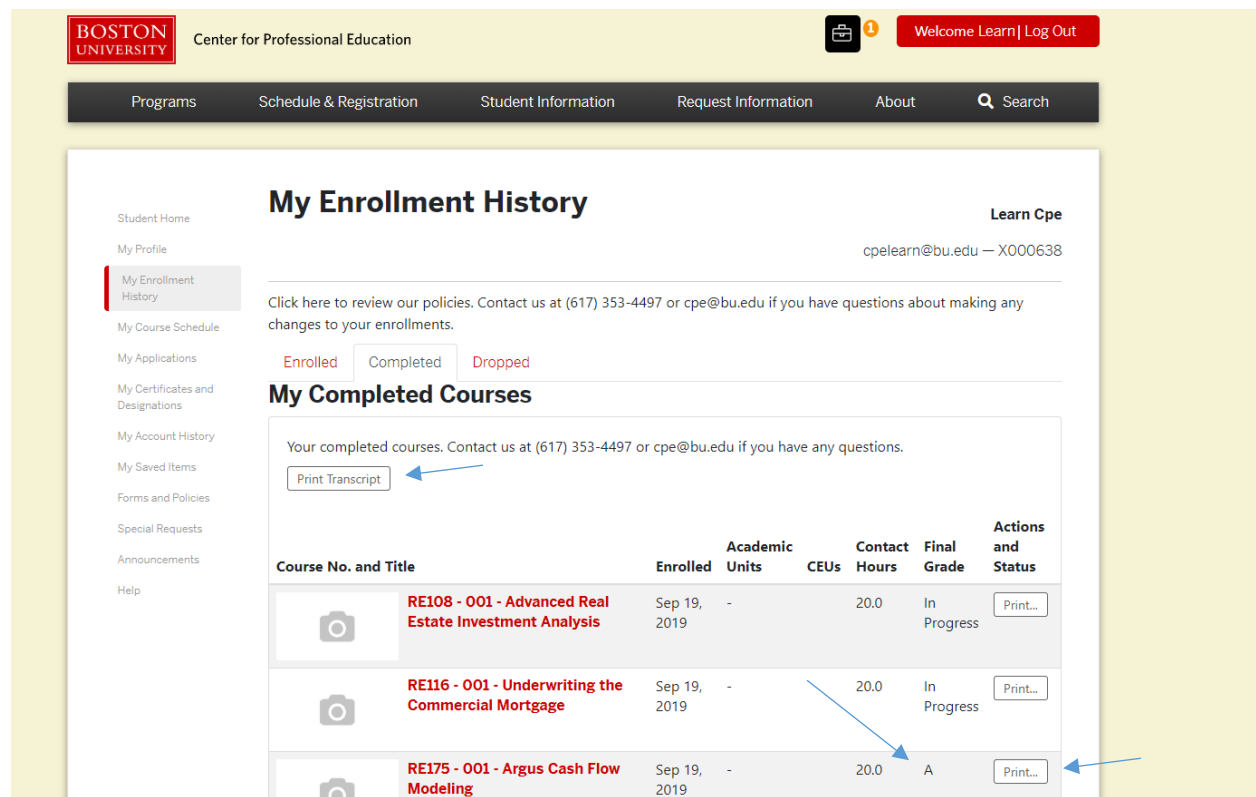 BOSTON
UNIVERSITY
Center for Professional Education
1
Welcome Learn | Log Out
Programs
Schedule & Registration
Student Information
Request Information
About
Search
Student Home
My Profile
My Enrollment
History
My Course Schedule
My Applications
My Certificates and
Designations
My Account History
My Saved Items
Forms and Policies
Special Requests
Announcements
Help
My Enrollment History
Learn Cpe
cpelearn@bu.edu — X000638
Click here to review our policies. Contact us at (617) 353-4497 or cpe@bu.edu if you have questions about making any
changes to your enrollments.
Enrolled
Completed
Dropped
My Completed Courses
Your completed courses. Contact us at (617) 353-4497 or cpe@bu.edu if you have any questions.
Print Transcript
Course No. and Title
Enrolled
Academic
Units
CEUs
Contact
Hours
Final
Grade
Actions
and
Status
RE108 - 001 - Advanced Real
Estate Investment Analysis
Sep 19,
2019
-
20.0
In
Progress
Print...
RE116 - 001 - Underwriting the
Commercial Mortgage
Sep 19,
2019
-
20.0
In
Progress
Print...
RE175 - 001 - Argus Cash Flow
Modeling
Sep 19,
2019
-
20.0
A
Print...